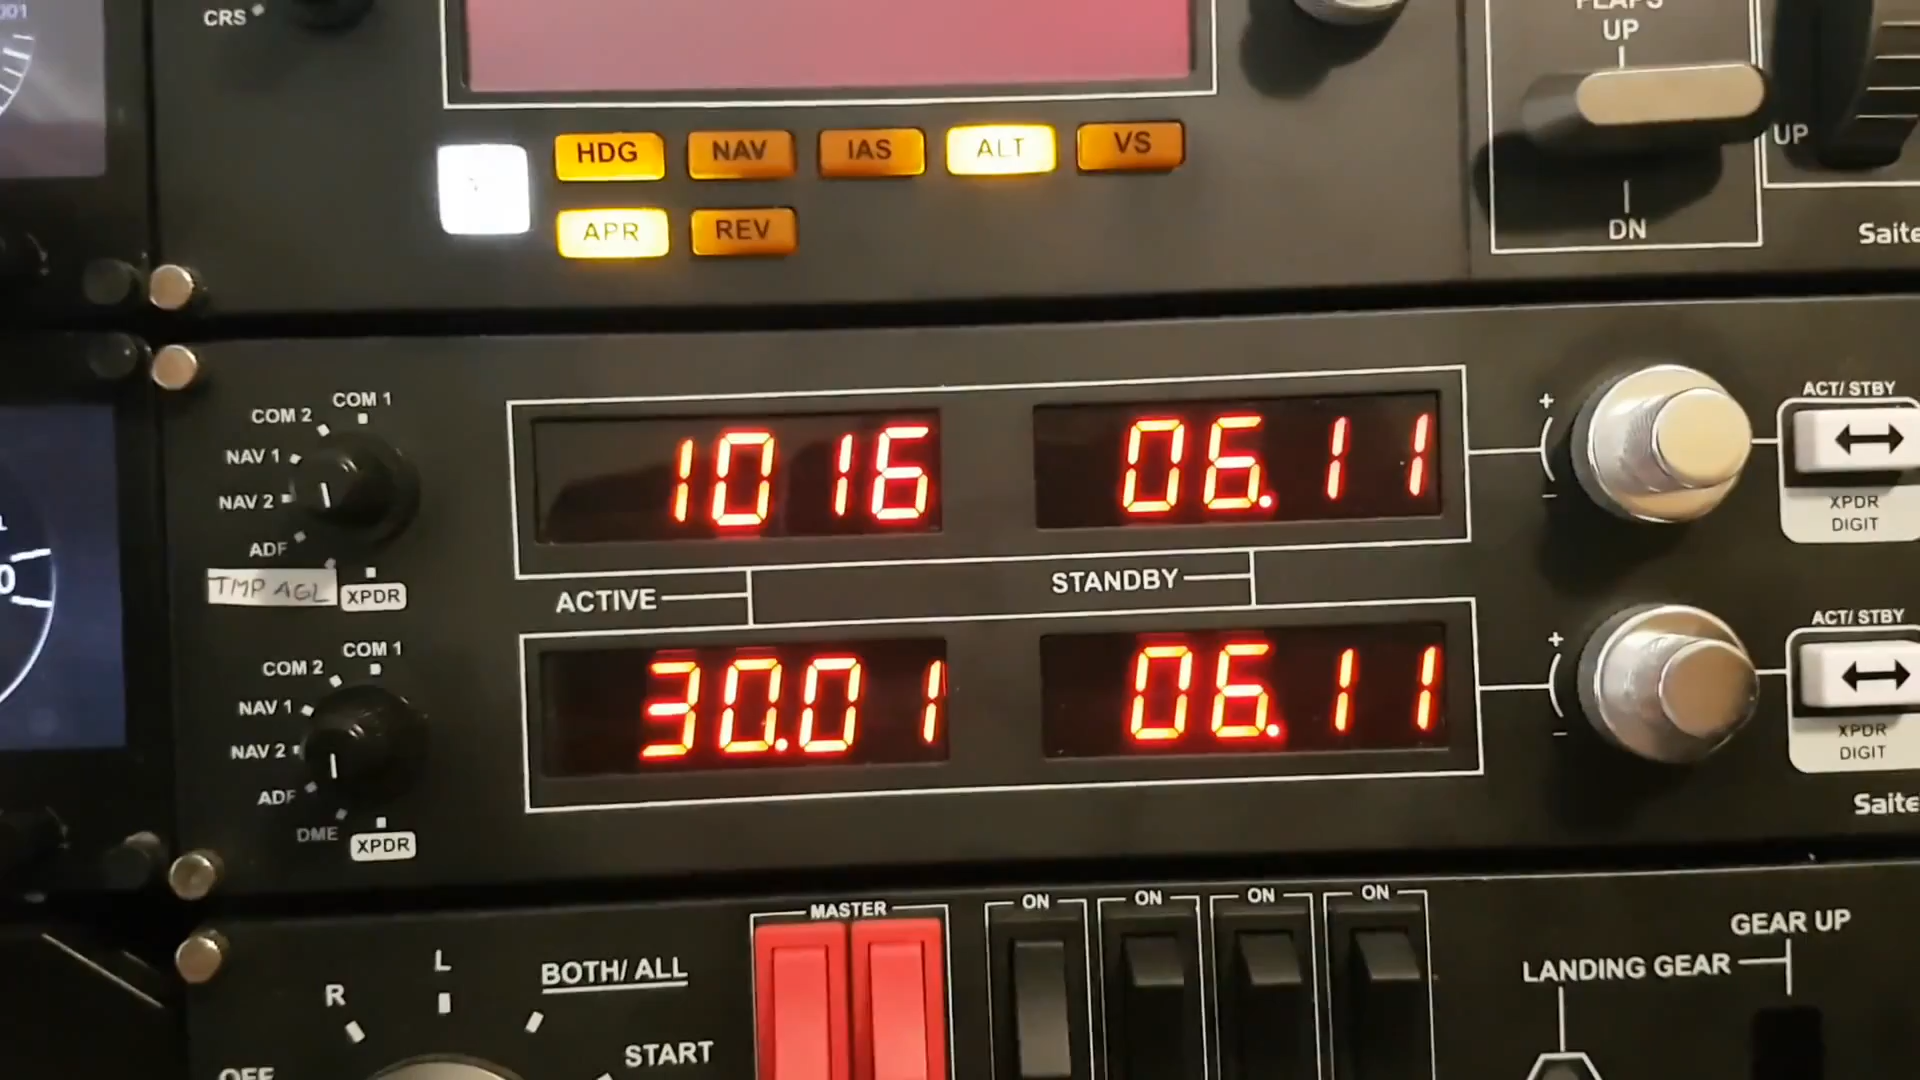 001
CRS
FLAPS
UP
UP
DN
HDG NAV IAS ALT VS
APR REV
Saite
COM 1
COM 2
NAV 1
NAV 2
ADF
TMP AGL
XPDR
1016 06.11
ACTIVE
STANDBY
+
−
ACT/ STBY
XPDR
DIGIT
0
COM 1
COM 2
NAV 1
NAV 2
ADF
DME
XPDR
30.01 06.11
+
−
ACT/ STBY
XPDR
DIGIT
Saite
MASTER
ON ON ON ON
GEAR UP
LANDING GEAR
L
R
BOTH/ ALL
START
OFF